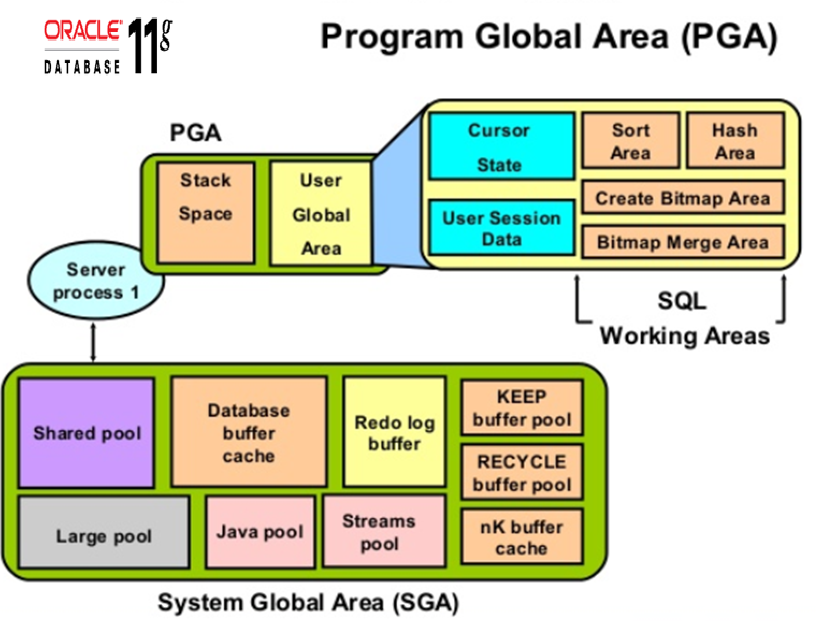 ORACLE
DATABASE 11g
Program Global Area (PGA)
PGA
Stack
Space
User
Global
Area
Cursor
State
User Session
Data
Sort
Area
Hash
Area
Create Bitmap Area
Bitmap Merge Area
SQL
Working Areas
Server
process 1
Shared pool
Database
buffer
cache
Redo log
buffer
KEEP
buffer pool
RECYCLE
buffer pool
nK buffer
cache
Large pool
Java pool
Streams
pool
System Global Area (SGA)